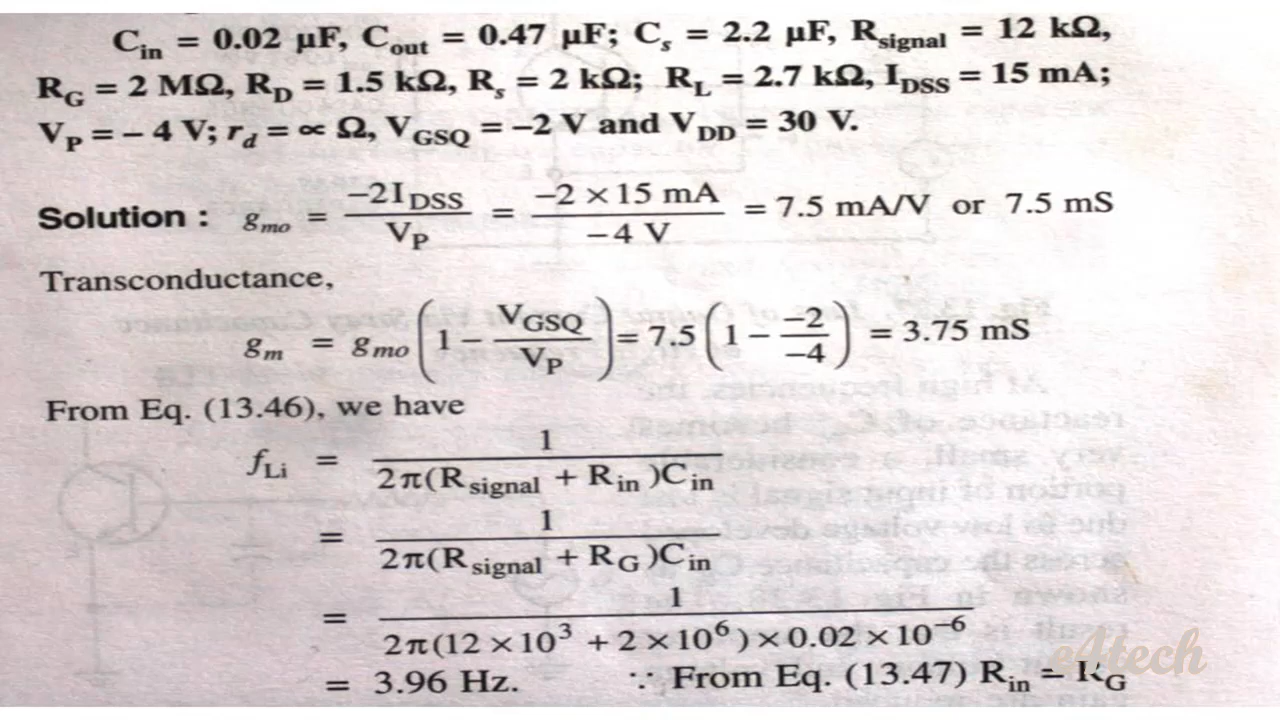 C_in = 0.02 μF, C_out = 0.47 μF; C_s = 2.2 μF, R_signal = 12 kΩ,
R_G = 2 MΩ, R_D = 1.5 kΩ, R_s = 2 kΩ; R_L = 2.7 kΩ, I_DSS = 15 mA;
V_P = – 4 V; r_d = ∝ Ω, V_GSQ = –2 V and V_DD = 30 V.
Solution : g_mo = –2I_DSS / V_P = –2 × 15 mA / –4 V = 7.5 mA/V or 7.5 mS
Transconductance,
g_m = g_mo (1 – V_GSQ / V_P) = 7.5 (1 – –2 / –4) = 3.75 mS
From Eq. (13.46), we have
f_Li = 1 / 2π(R_signal + R_in)C_in
= 1 / 2π(R_signal + R_G)C_in
= 1 / 2π(12 × 10³ + 2 × 10⁶) × 0.02 × 10⁻⁶
= 3.96 Hz. ∵ From Eq. (13.47) R_in = R_G
e4tech